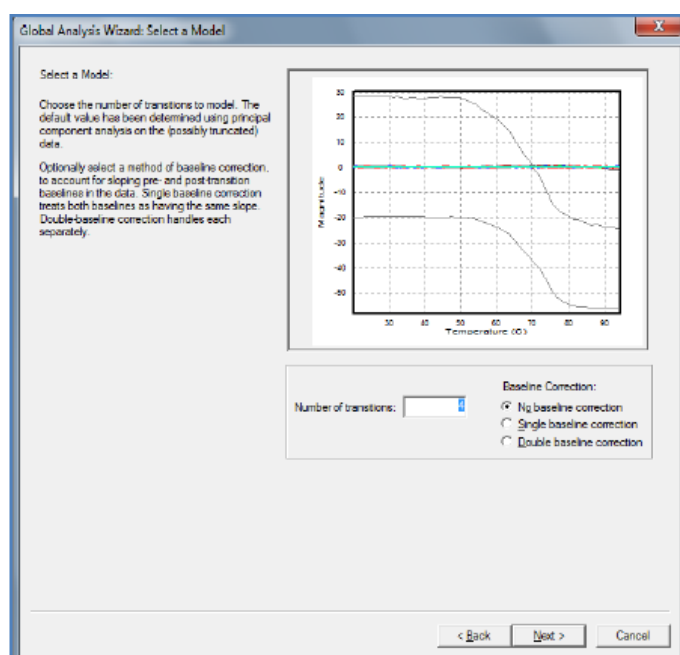 Global Analysis Wizard: Select a Model
X
Select a Model:
Choose the number of transitions to model. The
default value has been determined using principal
component analysis on the (possibly truncated)
data.
Optionally select a method of baseline correction,
to account for sloping pre- and post-transition
baselines in the data. Single baseline correction
treats both baselines as having the same slope.
Double-baseline correction handles each
separately.
30
20
10
0
-10
-20
-30
-40
-50
Magnitude
30 40 50 60 70 80 90
Temperature (C)
Number of transitions:
Baseline Correction:
No baseline correction
Single baseline correction
Double baseline correction
< Back
Next >
Cancel